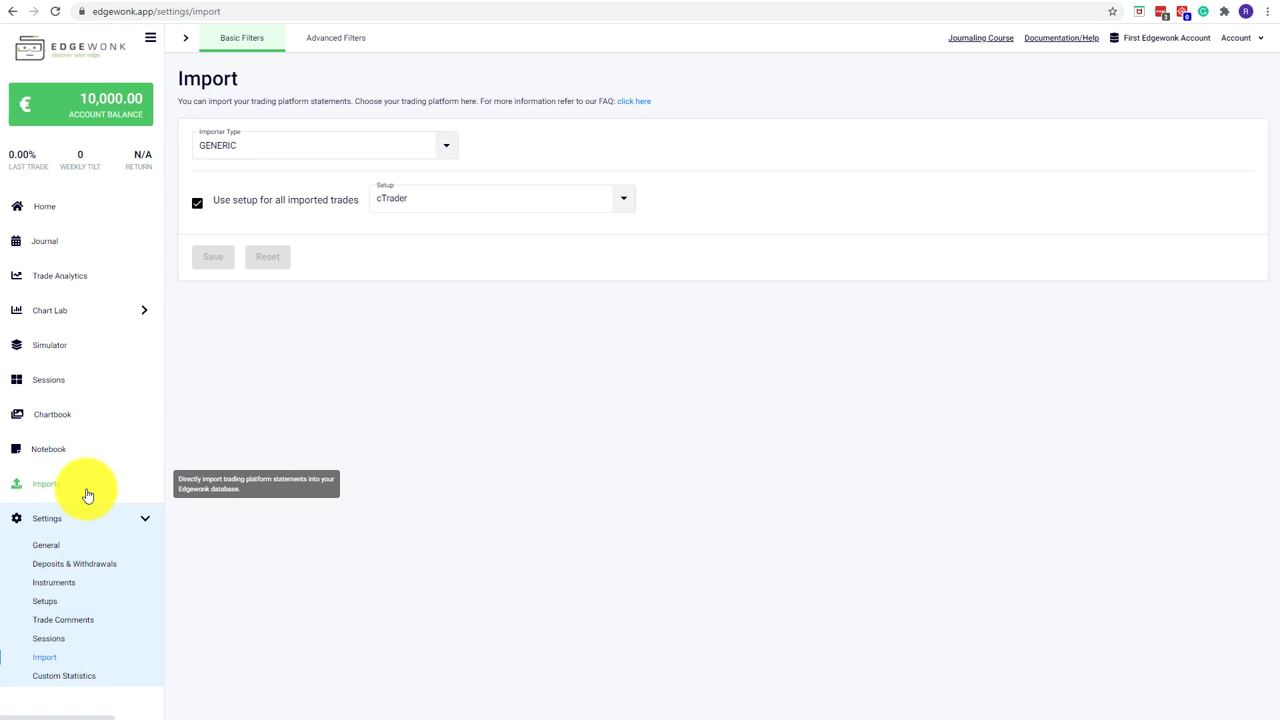 edgewonk.app/settings/import
3
0
R
EDGEWONK
discover your edge
Basic Filters
Advanced Filters
Journaling Course
Documentation/Help
First Edgewonk Account
Account
€
10,000.00
ACCOUNT BALANCE
0.00%
LAST TRADE
0
WEEKLY TILT
N/A
RETURN
Home
Journal
Trade Analytics
Chart Lab
Simulator
Sessions
Chartbook
Notebook
Imports
Settings
General
Deposits & Withdrawals
Instruments
Setups
Trade Comments
Sessions
Import
Custom Statistics
Import
You can import your trading platform statements. Choose your trading platform here. For more information refer to our FAQ: click here
Importer Type
GENERIC
Use setup for all imported trades
Setup
cTrader
Save
Reset
Directly import trading platform statements into your
Edgewonk database.